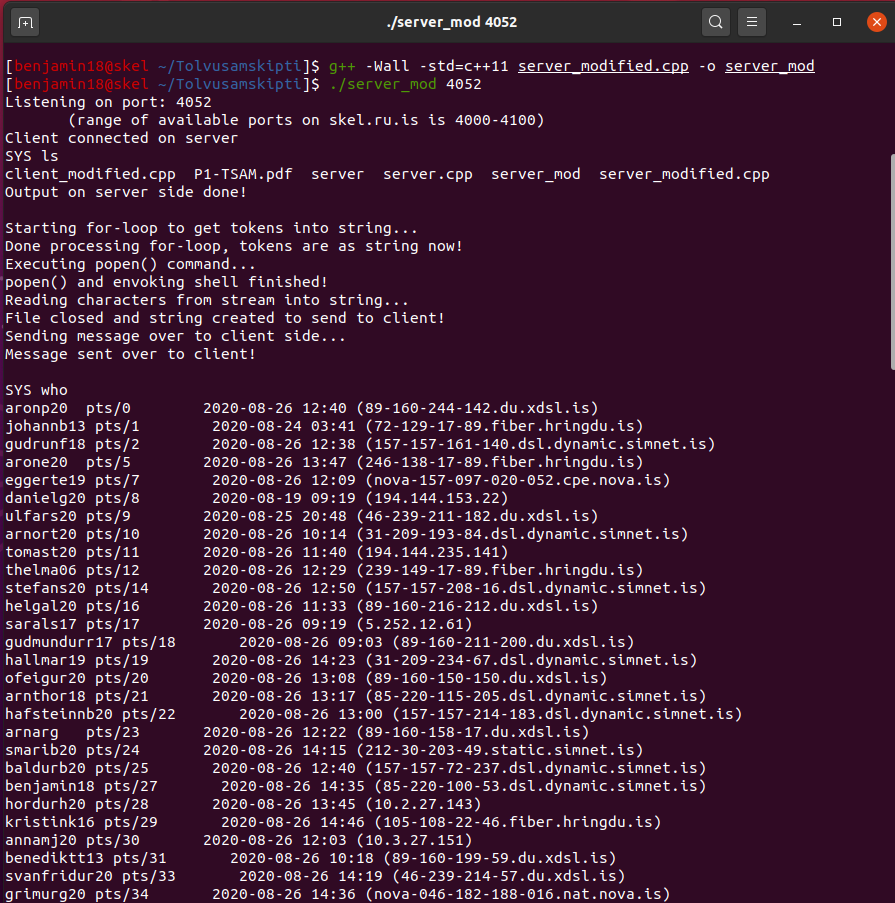 ./server_mod 4052
[benjamin18@skel ~/Tolvusamskipti]$ g++ -Wall -std=c++11 server_modified.cpp -o server_mod
[benjamin18@skel ~/Tolvusamskipti]$ ./server_mod 4052
Listening on port: 4052
       (range of available ports on skel.ru.is is 4000-4100)
Client connected on server
SYS ls
client_modified.cpp  P1-TSAM.pdf  server  server.cpp  server_mod  server_modified.cpp
Output on server side done!
Starting for-loop to get tokens into string...
Done processing for-loop, tokens are as string now!
Executing popen() command...
popen() and envoking shell finished!
Reading characters from stream into string...
File closed and string created to send to client!
Sending message over to client side...
Message sent over to client!
SYS who
aronp20  pts/0        2020-08-26 12:40 (89-160-244-142.du.xdsl.is)
johannb13 pts/1        2020-08-24 03:41 (72-129-17-89.fiber.hringdu.is)
gudrunf18 pts/2        2020-08-26 12:38 (157-157-161-140.dsl.dynamic.simnet.is)
arone20  pts/5        2020-08-26 13:47 (246-138-17-89.fiber.hringdu.is)
eggerte19 pts/7        2020-08-26 12:09 (nova-157-097-020-052.cpe.nova.is)
danielg20 pts/8        2020-08-19 09:19 (194.144.153.22)
ulfars20 pts/9        2020-08-25 20:48 (46-239-211-182.du.xdsl.is)
arnort20 pts/10       2020-08-26 10:14 (31-209-193-84.dsl.dynamic.simnet.is)
tomast20 pts/11       2020-08-26 11:40 (194.144.235.141)
thelma06 pts/12       2020-08-26 12:29 (239-149-17-89.fiber.hringdu.is)
stefans20 pts/14       2020-08-26 12:50 (157-157-208-16.dsl.dynamic.simnet.is)
helgal20 pts/16       2020-08-26 11:33 (89-160-216-212.du.xdsl.is)
sarals17 pts/17       2020-08-26 09:19 (5.252.12.61)
gudmundurr17 pts/18       2020-08-26 09:03 (89-160-211-200.du.xdsl.is)
hallmar19 pts/19       2020-08-26 14:23 (31-209-234-67.dsl.dynamic.simnet.is)
ofeigur20 pts/20       2020-08-26 13:08 (89-160-150-150.du.xdsl.is)
arnthor18 pts/21       2020-08-26 13:17 (85-220-115-205.dsl.dynamic.simnet.is)
hafsteinnb20 pts/22       2020-08-26 13:00 (157-157-214-183.dsl.dynamic.simnet.is)
arnarg   pts/23       2020-08-26 12:22 (89-160-158-17.du.xdsl.is)
smarib20 pts/24       2020-08-26 14:15 (212-30-203-49.static.simnet.is)
baldurb20 pts/25       2020-08-26 12:40 (157-157-72-237.dsl.dynamic.simnet.is)
benjamin18 pts/27       2020-08-26 14:35 (85-220-100-53.dsl.dynamic.simnet.is)
hordurh20 pts/28       2020-08-26 13:45 (10.2.27.143)
kristink16 pts/29       2020-08-26 14:46 (105-108-22-46.fiber.hringdu.is)
annamj20 pts/30       2020-08-26 12:03 (10.3.27.151)
benediktt13 pts/31       2020-08-26 10:18 (89-160-199-59.du.xdsl.is)
svanfridur20 pts/33       2020-08-26 14:19 (46-239-214-57.du.xdsl.is)
grimurg20 pts/34       2020-08-26 14:36 (nova-046-182-188-016.nat.nova.is)